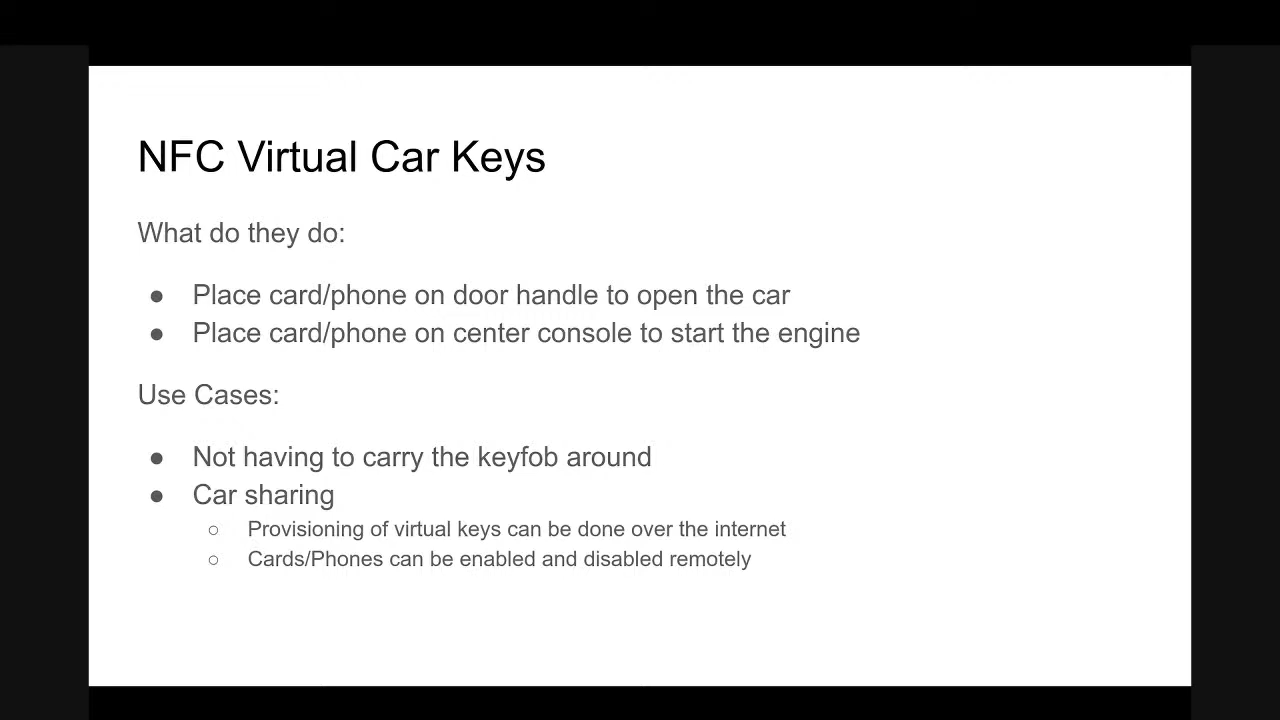 NFC Virtual Car Keys
What do they do:
● Place card/phone on door handle to open the car
● Place card/phone on center console to start the engine
Use Cases:
● Not having to carry the keyfob around
● Car sharing
○ Provisioning of virtual keys can be done over the internet
○ Cards/Phones can be enabled and disabled remotely